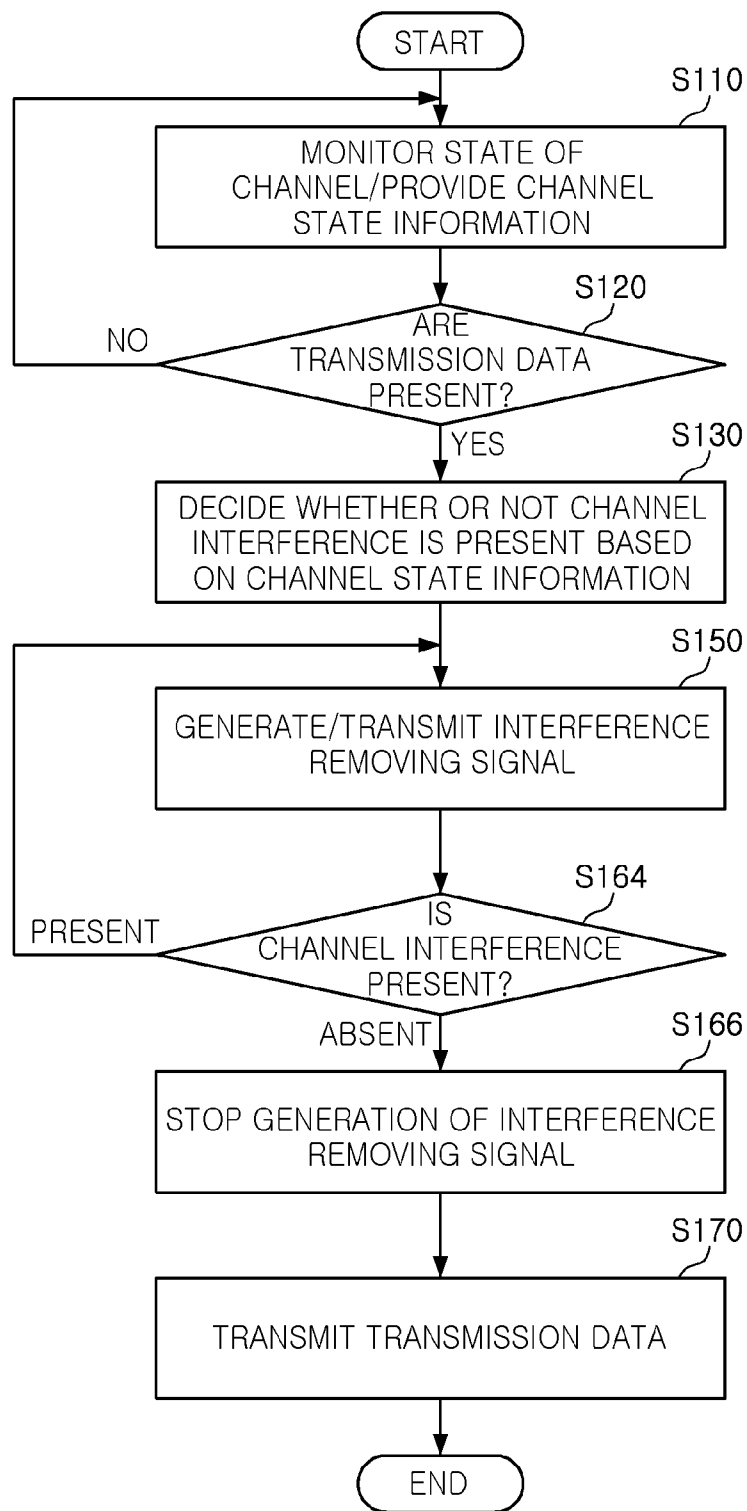 START
S110
MONITOR STATE OF
CHANNEL/PROVIDE CHANNEL
STATE INFORMATION
S120
ARE
TRANSMISSION DATA
PRESENT?
NO
YES
S130
DECIDE WHETHER OR NOT CHANNEL
INTERFERENCE IS PRESENT BASED
ON CHANNEL STATE INFORMATION
S150
GENERATE/TRANSMIT INTERFERENCE
REMOVING SIGNAL
S164
IS
CHANNEL INTERFERENCE
PRESENT?
PRESENT
ABSENT
S166
STOP GENERATION OF INTERFERENCE
REMOVING SIGNAL
S170
TRANSMIT TRANSMISSION DATA
END